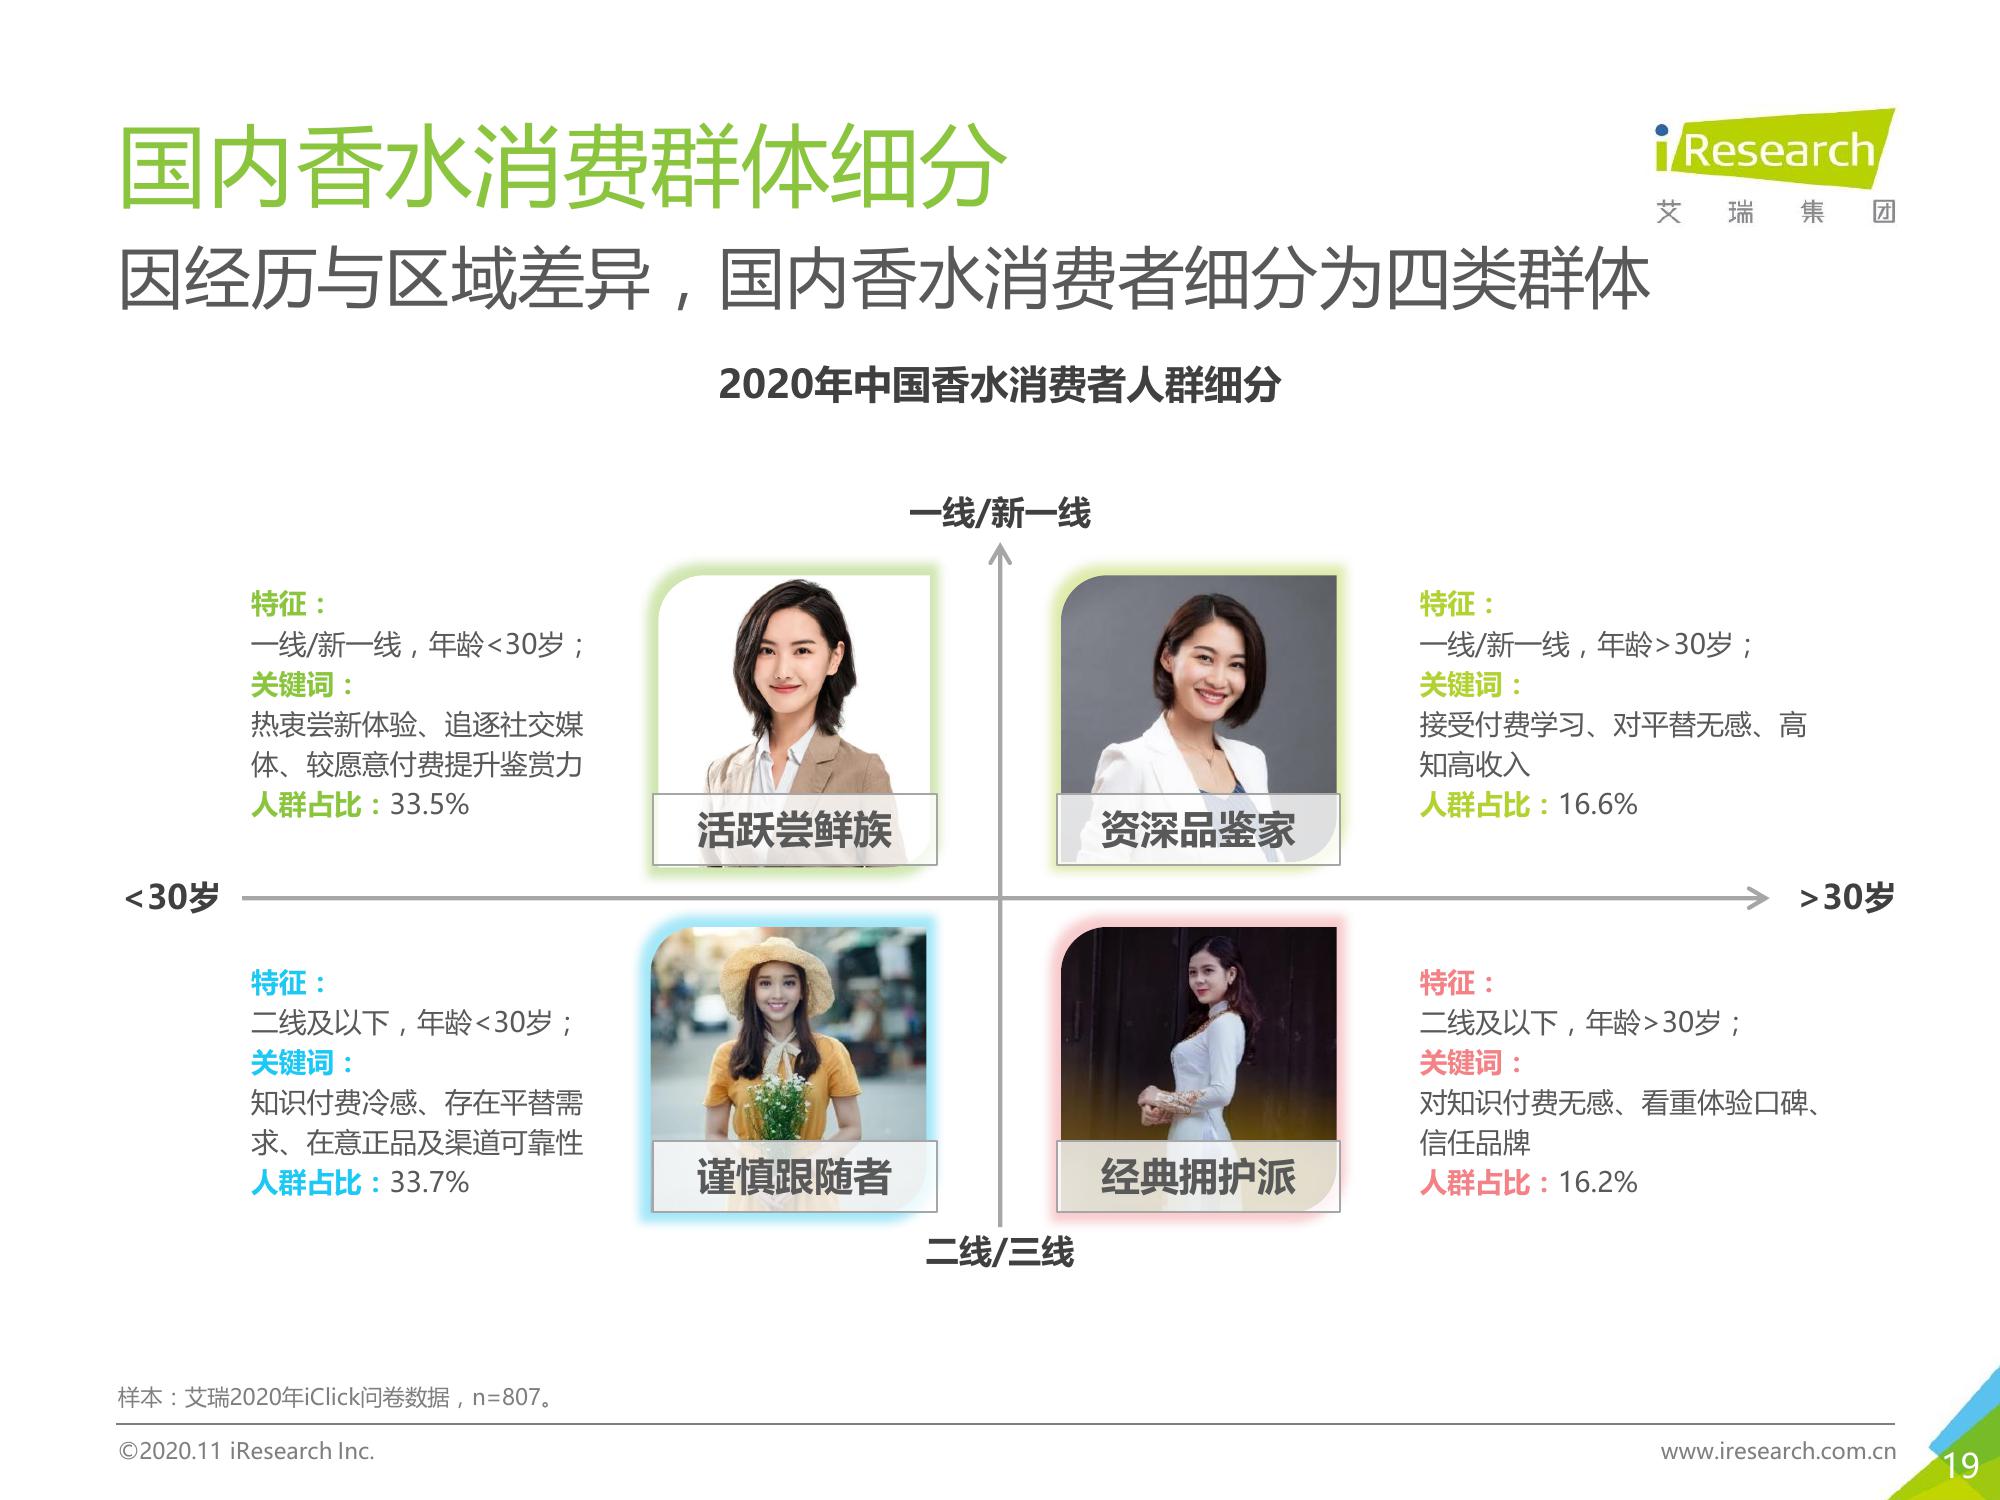 国内香水消费群体细分
iResearch
艾瑞集团
因经历与区域差异，国内香水消费者细分为四类群体
2020年中国香水消费者人群细分
一线/新一线
特征：
一线/新一线，年龄<30岁；
关键词：
热衷尝新体验、追逐社交媒
体、较愿意付费提升鉴赏力
人群占比：33.5%
活跃尝鲜族
资深品鉴家
特征：
一线/新一线，年龄>30岁；
关键词：
接受付费学习、对平替无感、高
知高收入
人群占比：16.6%
<30岁
>30岁
特征：
二线及以下，年龄<30岁；
关键词：
知识付费冷感、存在平替需
求、在意正品及渠道可靠性
人群占比：33.7%
谨慎跟随者
经典拥护派
特征：
二线及以下，年龄>30岁；
关键词：
对知识付费无感、看重体验口碑、
信任品牌
人群占比：16.2%
二线/三线
样本：艾瑞2020年iClick问卷数据，n=807。
©2020.11 iResearch Inc.
www.iresearch.com.cn
19